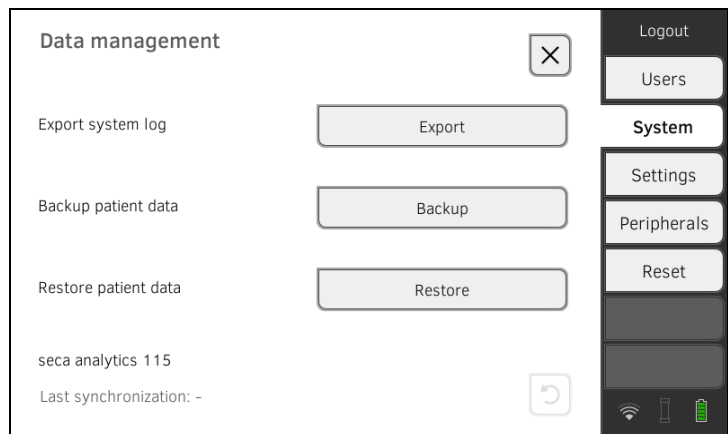 Data management
Export system log
Export
Backup patient data
Backup
Restore patient data
Restore
seca analytics 115
Last synchronization: -
Logout
Users
System
Settings
Peripherals
Reset